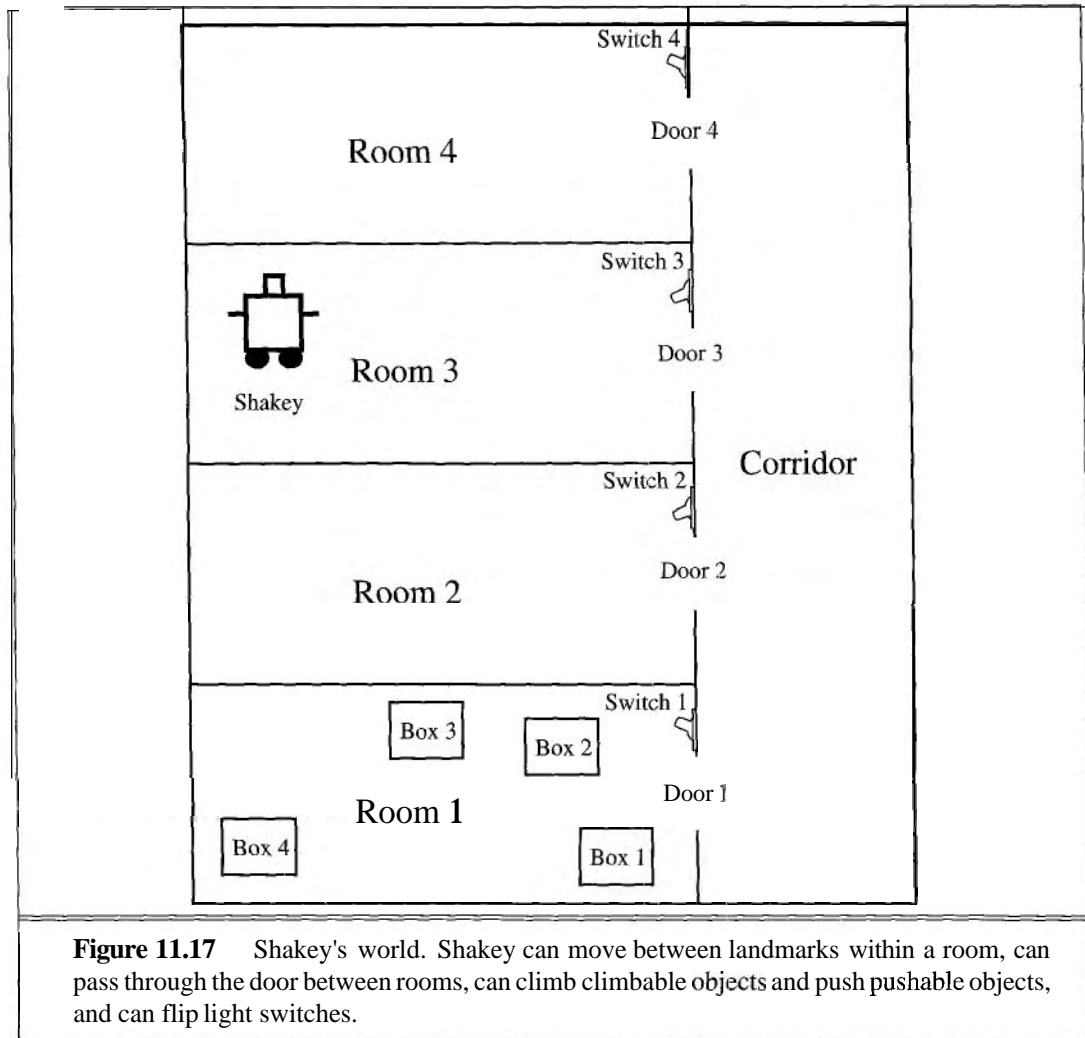 Switch 4
Door 4
Room 4
Switch 3
Door 3
Room 3
Shakey
Corridor
Switch 2
Door 2
Room 2
Switch 1
Box 3
Box 2
Door 1
Room 1
Box 4
Box 1
Figure 11.17 Shakey's world. Shakey can move between landmarks within a room, can
pass through the door between rooms, can climb climbable objects and push pushable objects,
and can flip light switches.